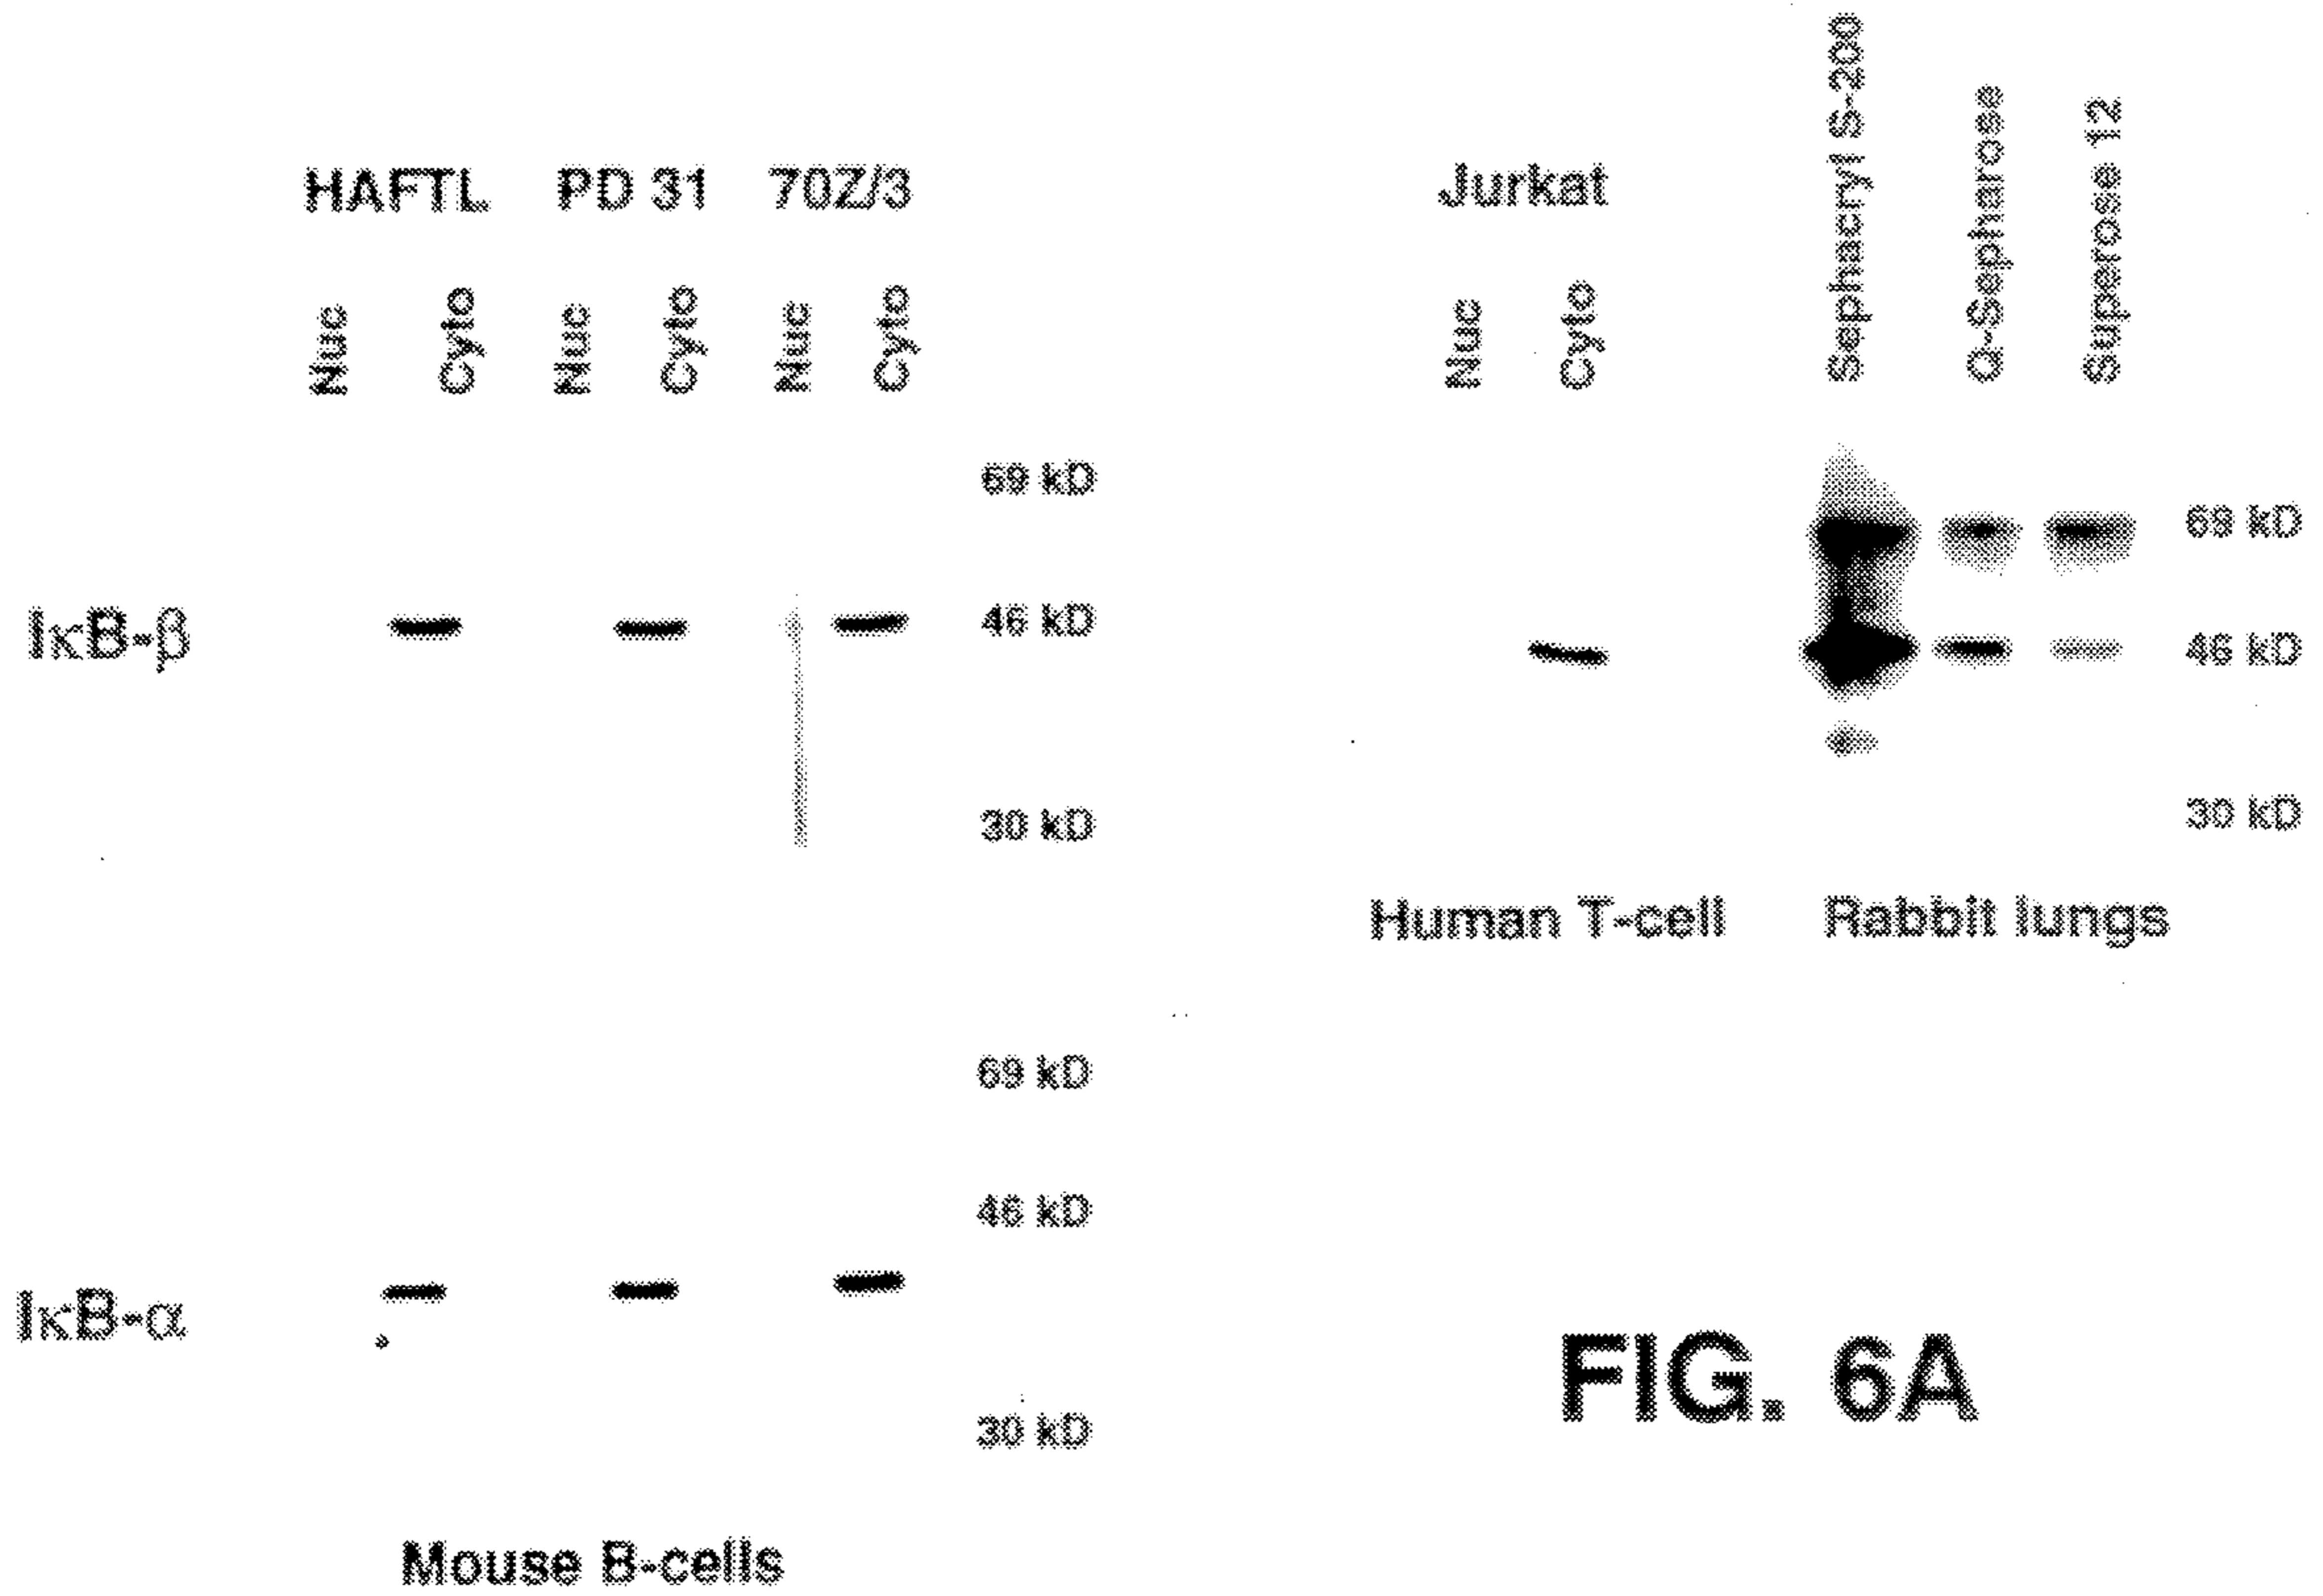 HAFTL PD 31 70Z/3
Nuc Cyto Nuc Cyto Nuc Cyto
IκB-β
69 kD
46 kD
30 kD
IκB-α
69 kD
46 kD
30 kD
Mouse B-cells
Jurkat
Nuc Cyto
Sephacryl S-200
Q-Sepharose
Superose 12
69 kD
46 kD
30 kD
Human T-cell Rabbit lungs
FIG. 6A